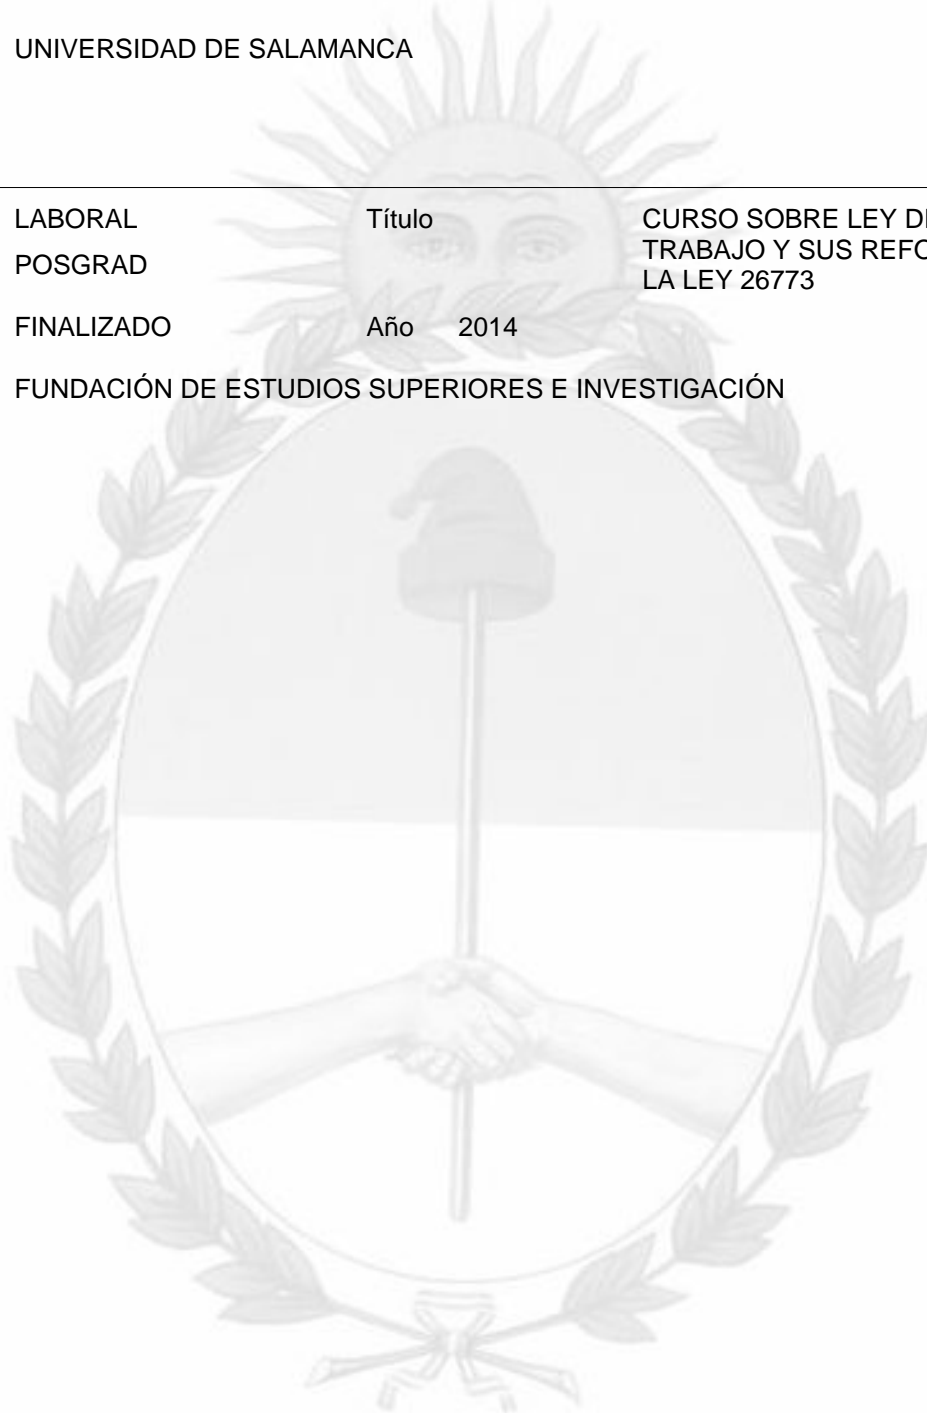 UNIVERSIDAD DE SALAMANCA
LABORAL Título CURSO SOBRE LEY DE
POSGRAD TRABAJO Y SUS REFO
LA LEY 26773
FINALIZADO Año 2014
FUNDACIÓN DE ESTUDIOS SUPERIORES E INVESTIGACIÓN